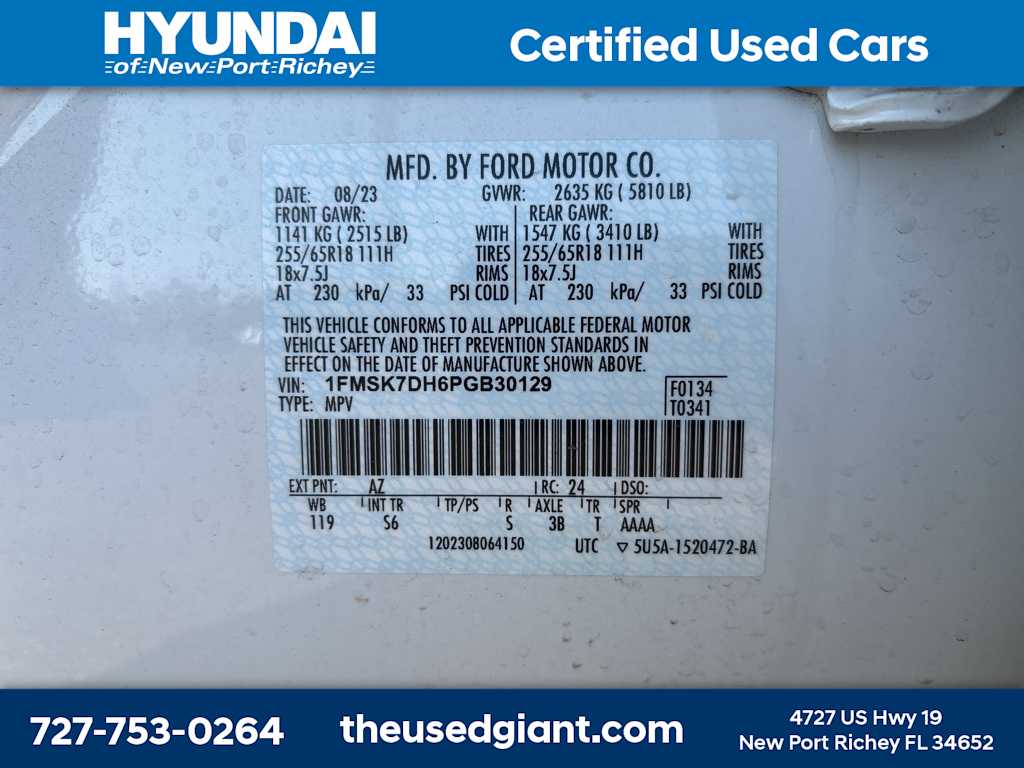 HYUNDAI
of New Port Richey
Certified Used Cars
MFD. BY FORD MOTOR CO.
DATE: 08/23 GVWR: 2635 KG ( 5810 LB)
FRONT GAWR: REAR GAWR:
1141 KG ( 2515 LB) WITH 1547 KG ( 3410 LB) WITH
255/65R18 111H TIRES 255/65R18 111H TIRES
18x7.5J RIMS 18x7.5J RIMS
AT 230 kPa/ 33 PSI COLD AT 230 kPa/ 33 PSI COLD
THIS VEHICLE CONFORMS TO ALL APPLICABLE FEDERAL MOTOR
VEHICLE SAFETY AND THEFT PREVENTION STANDARDS IN
EFFECT ON THE DATE OF MANUFACTURE SHOWN ABOVE.
VIN: 1FMSK7DH6PGB30129 F0134
TYPE: MPV T0341
EXT PNT: AZ RC: 24 DSO:
WB INT TR TP/PS R AXLE TR SPR
119 S6 S 3B T AAAA
1202308064150 UTC ▽ 5U5A-1520472-BA
727-753-0264
theusedgiant.com
4727 US Hwy 19
New Port Richey FL 34652